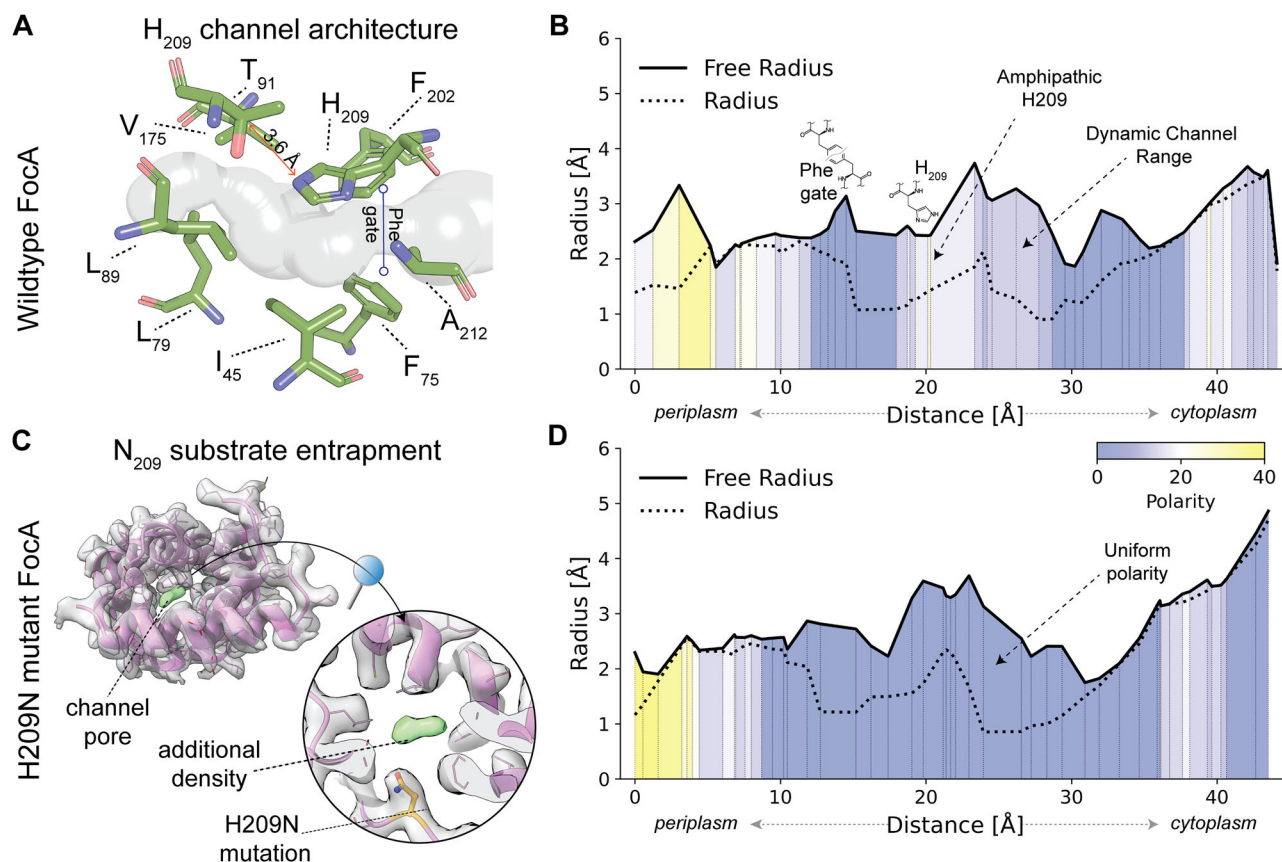 A
H209 channel architecture
Wildtype FocA
T91
V175
H209
F202
3.6 Å
Phe
gate
L89
L79
I45
F75
A212
B
6
5
4
3
2
1
0
Radius [Å]
Free Radius
Radius
Amphipathic
H209
Dynamic Channel
Range
Phe
gate
H209
0
10
20
30
40
periplasm
Distance [Å]
cytoplasm
C
N209 substrate entrapment
H209N mutant FocA
channel
pore
additional
density
H209N
mutation
D
6
5
4
3
2
1
0
Radius [Å]
Free Radius
Radius
0
20
40
Polarity
Uniform
polarity
0
10
20
30
40
periplasm
Distance [Å]
cytoplasm